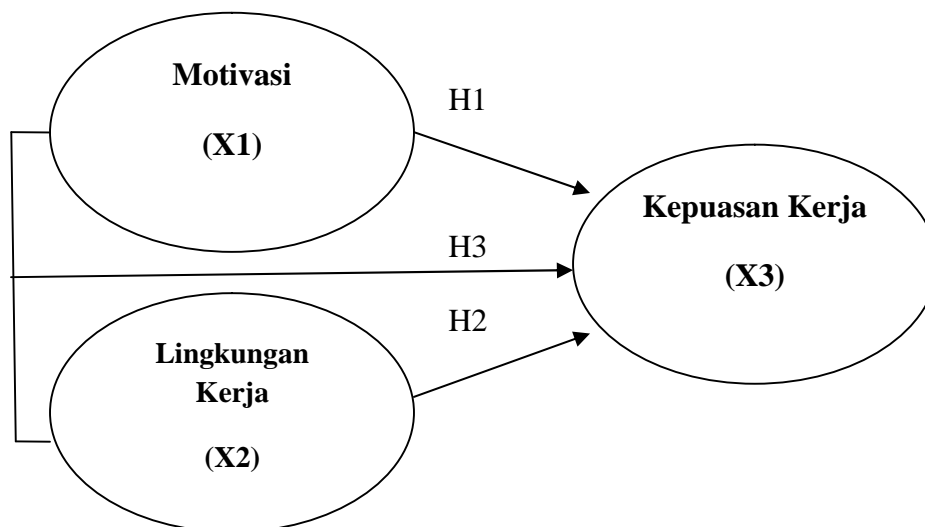 Motivasi
(X1)
H1
Kepuasan Kerja
(X3)
H3
H2
Lingkungan
Kerja
(X2)